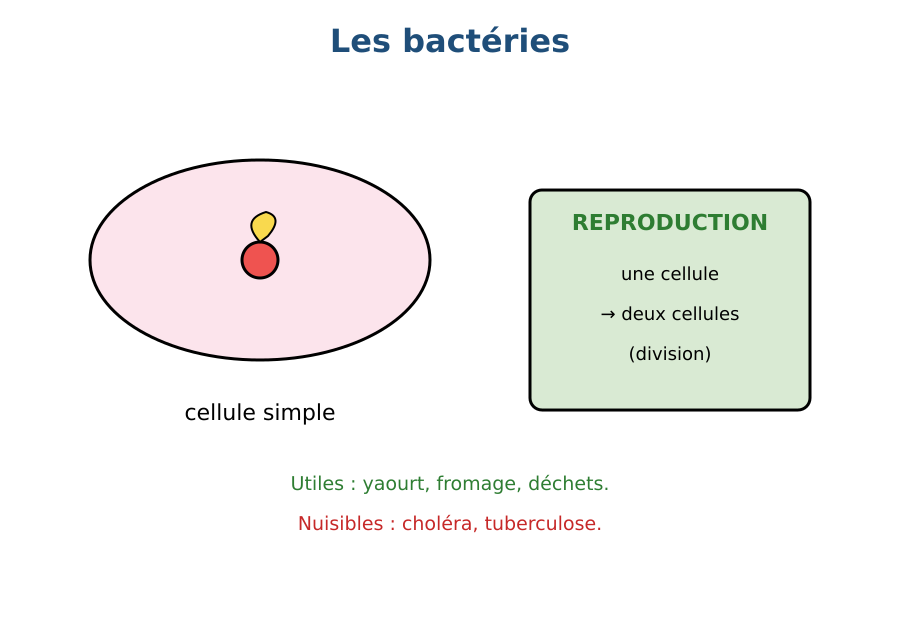 Les bactéries
REPRODUCTION
une cellule
→ deux cellules
(division)
cellule simple
Utiles : yaourt, fromage, déchets.
Nuisibles : choléra, tuberculose.